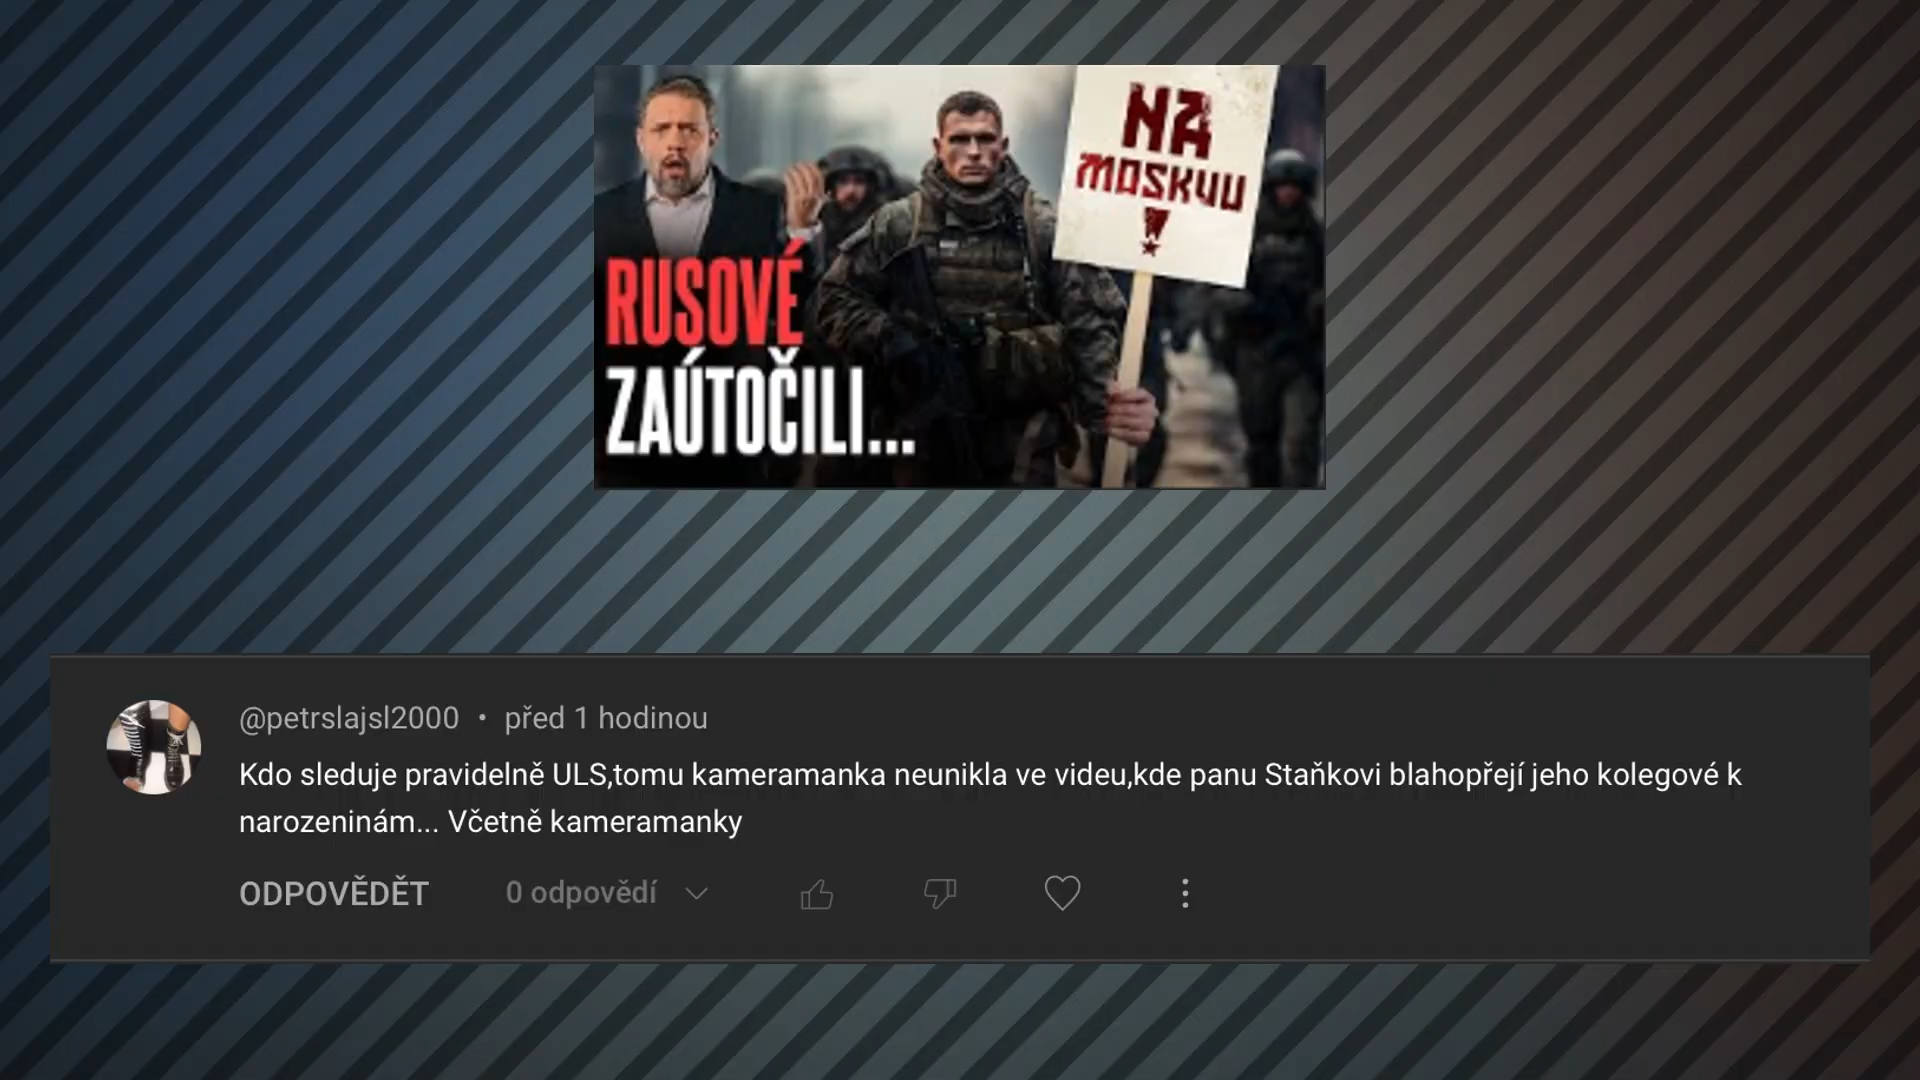 NA
MOSKVU
!
RUSOVÉ
ZAÚTOČILI...
@petrslajsl2000 • před 1 hodinou
Kdo sleduje pravidelně ULS,tomu kameramanka neunikla ve videu,kde panu Staňkovi blahopřejí jeho kolegové k
narozeninám... Včetně kameramanky
ODPOVĚDĚT 0 odpovědí